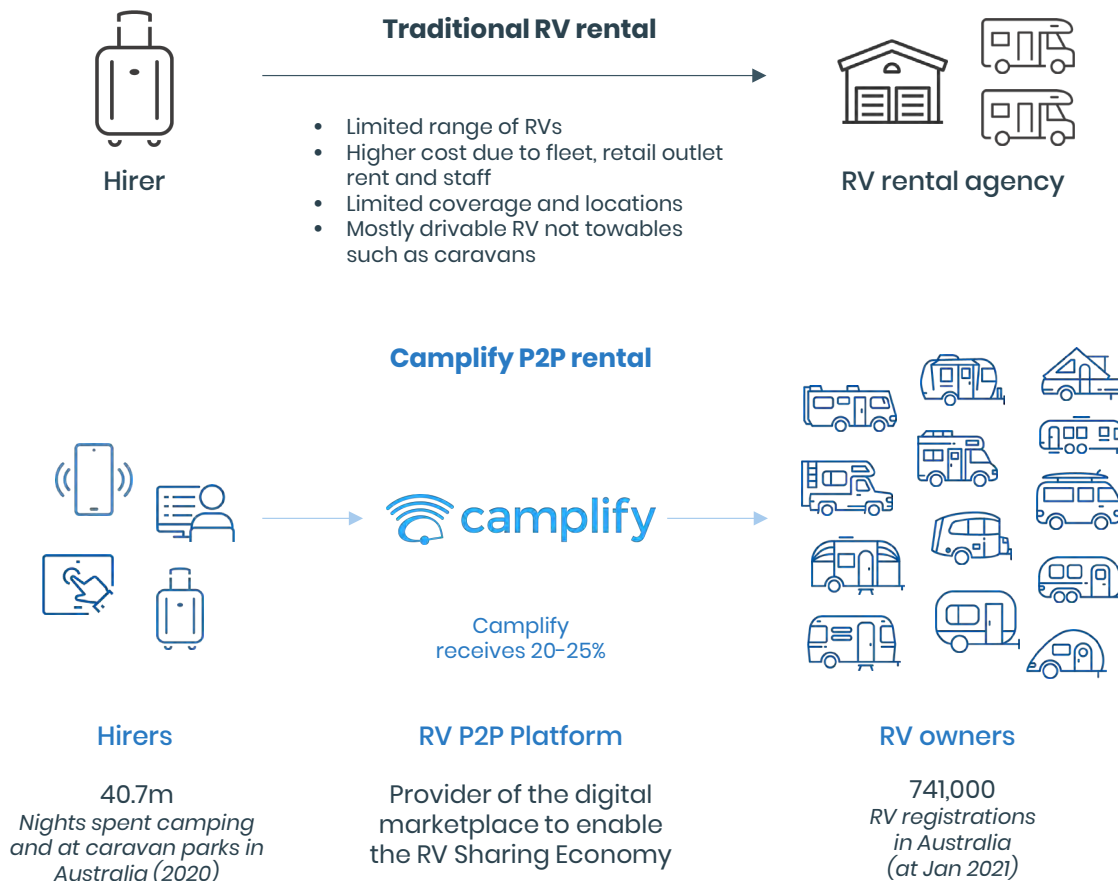 Traditional RV rental
• Limited range of RVs
• Higher cost due to fleet, retail outlet
rent and staff
• Limited coverage and locations
• Mostly drivable RV not towables
such as caravans
Hirer
RV rental agency
Camplify P2P rental
camplify
Camplify
receives 20-25%
Hirers
40.7m
Nights spent camping
and at caravan parks in
Australia (2020)
RV P2P Platform
Provider of the digital
marketplace to enable
the RV Sharing Economy
RV owners
741,000
RV registrations
in Australia
(at Jan 2021)